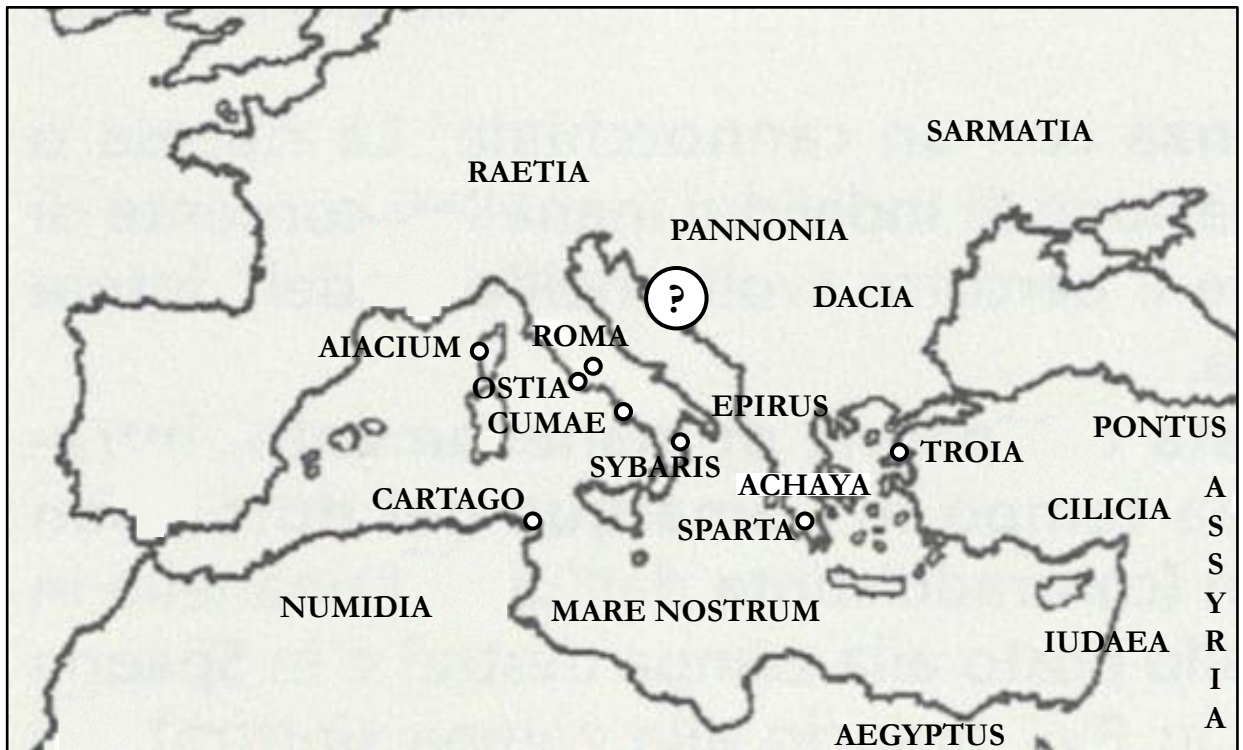 SARMATIA
RAETIA
PANNONIA
?
DACIA
ROMA
AIACIUM
OSTIA
CUMAE
EPIRUS
PONTUS
TROIA
SYBARIS
ACHAYA
CARTAGO
CILICIA
SPARTA
NUMIDIA
MARE NOSTRUM
IUDAEA
ASSYRIA
AEGYPTUS